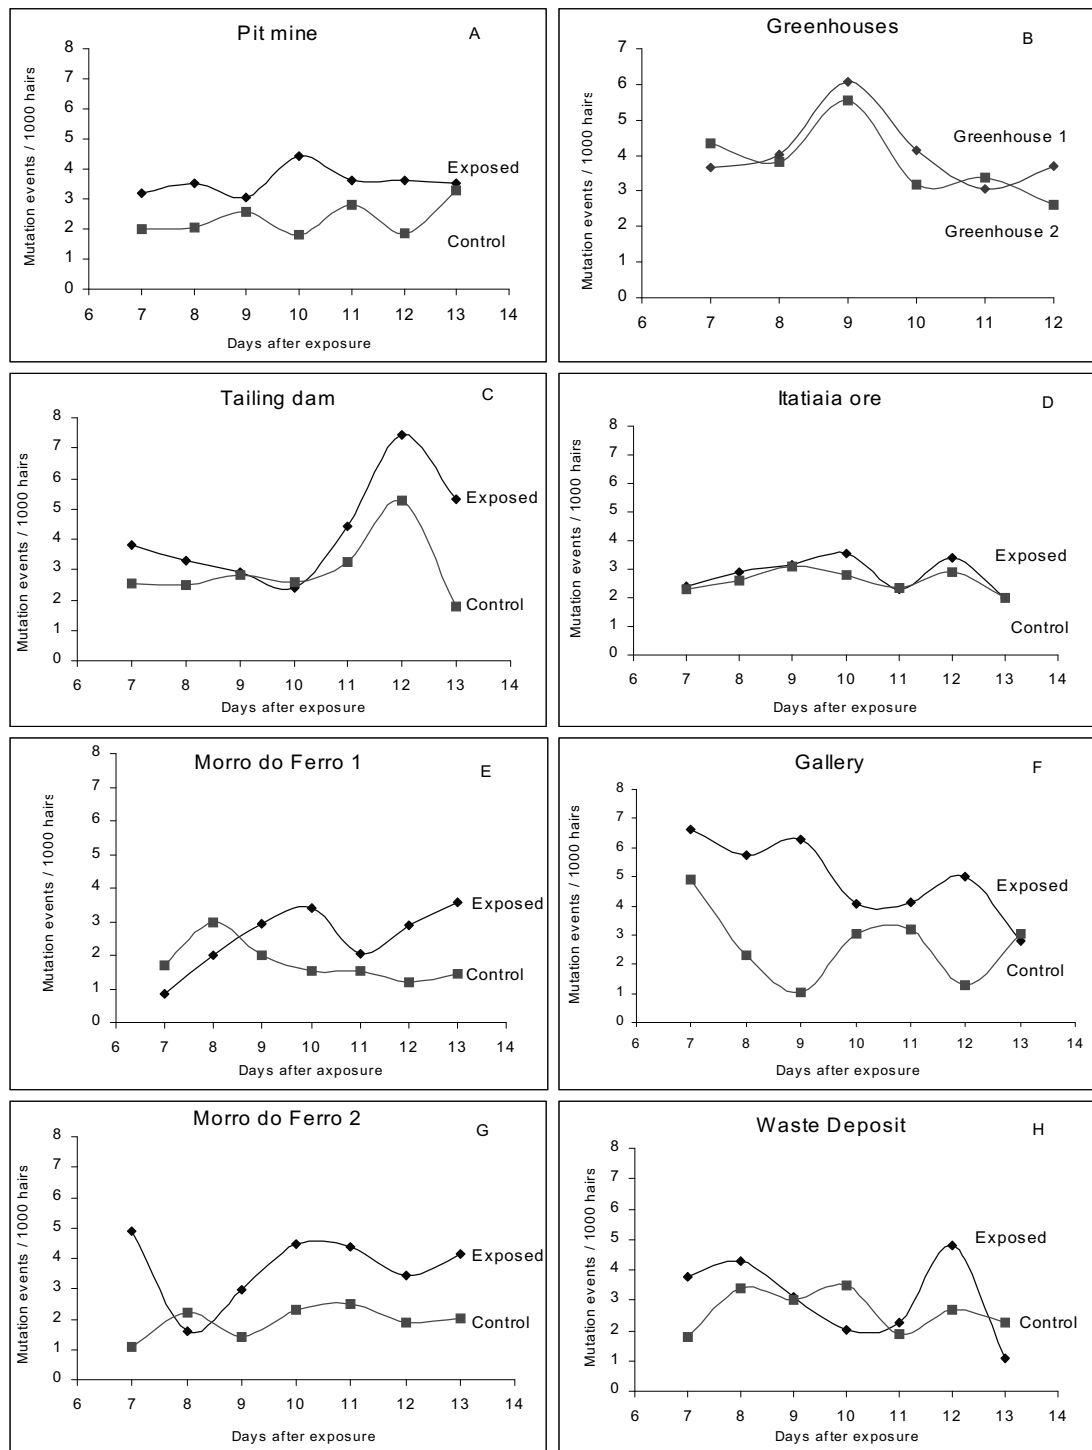 Pit mine
A
Mutation events / 1000 hairs
8
7
6
5
4
3
2
1
0
Exposed
Control
6 7 8 9 10 11 12 13 14
Days after exposure
Greenhouses
B
Mutation events / 1000 hairs
7
6
5
4
3
2
1
0
Greenhouse 1
Greenhouse 2
6 7 8 9 10 11 12
Tailing dam
C
Mutation events / 1000 hairs
8
7
6
5
4
3
2
1
0
Exposed
Control
6 7 8 9 10 11 12 13 14
Days after exposure
Itatiaia ore
D
Mutation events / 1000 hairs
8
7
6
5
4
3
2
1
0
Exposed
Control
6 7 8 9 10 11 12 13 14
Days after exposure
Morro do Ferro 1
E
Mutation events / 1000 hairs
8
7
6
5
4
3
2
1
0
Exposed
Control
6 7 8 9 10 11 12 13 14
Days after axposure
Gallery
F
Mutation events / 1000 hairs
8
7
6
5
4
3
2
1
0
Exposed
Control
6 7 8 9 10 11 12 13 14
Days after exposure
Morro do Ferro 2
G
Mutation events / 1000 hairs
8
7
6
5
4
3
2
1
0
Exposed
Control
6 7 8 9 10 11 12 13 14
Days after exposure
Waste Deposit
H
Mutation events / 1000 hairs
8
7
6
5
4
3
2
1
0
Exposed
Control
6 7 8 9 10 11 12 13 14
Days after exposure